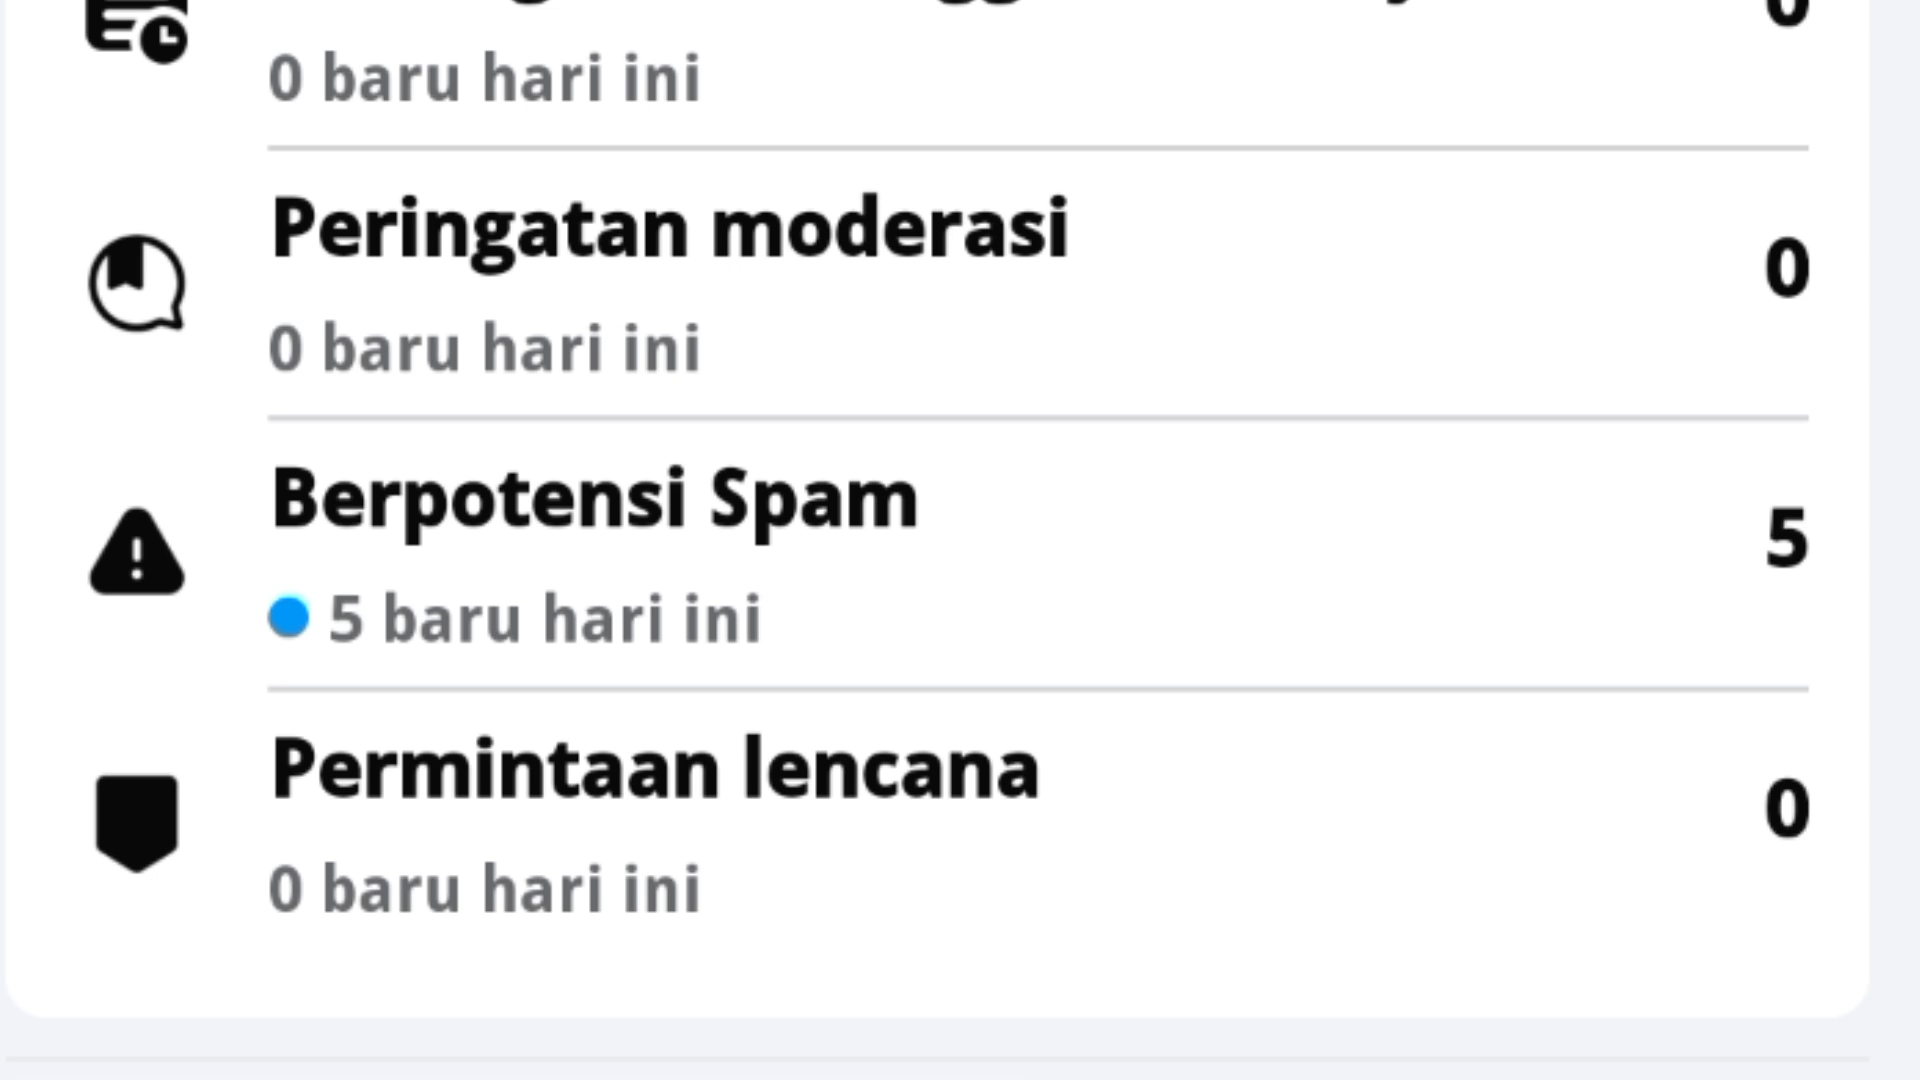 0
0 baru hari ini
Peringatan moderasi
0
0 baru hari ini
Berpotensi Spam
5
5 baru hari ini
Permintaan lencana
0
0 baru hari ini